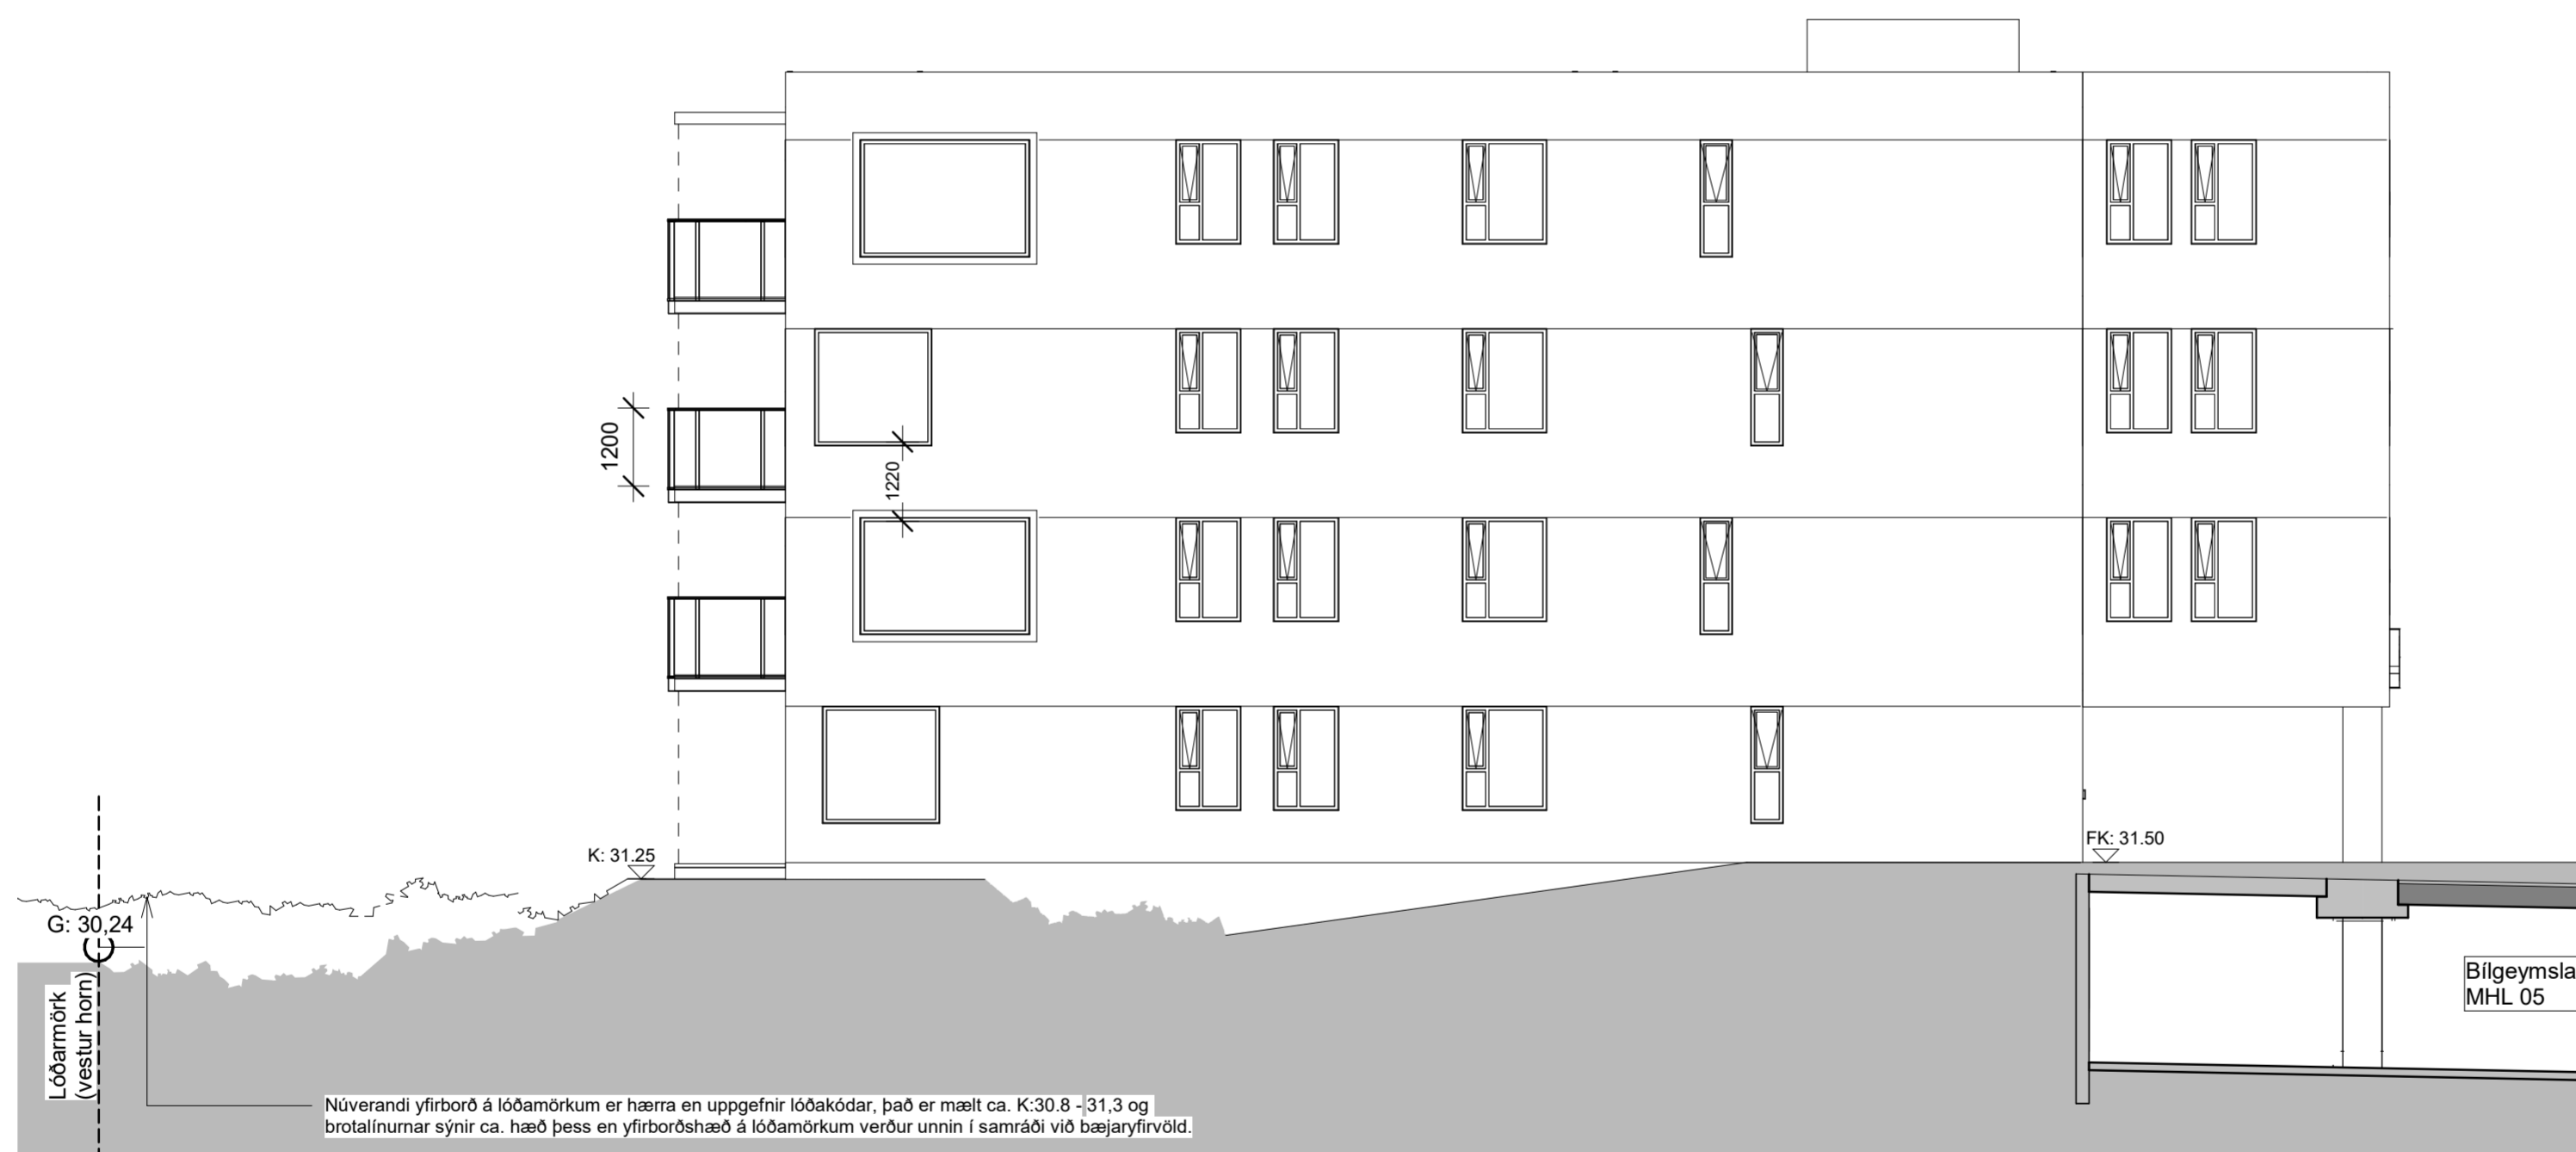 1200
1220
K: 31.25
FK: 31.50
G: 30,24
Lóðarmörk
(vestur horn)
Bílgeymsla
MHL 05
Núverandi yfirborð á lóðamörkum er hærra en uppgefnir lóðakódar, það er mælt ca. K:30.8 - 31,3 og
brotalínurnar sýnir ca. hæð þess en yfirborðshæð á lóðamörkum verður unnin í samráði við bæjaryfirvöld.